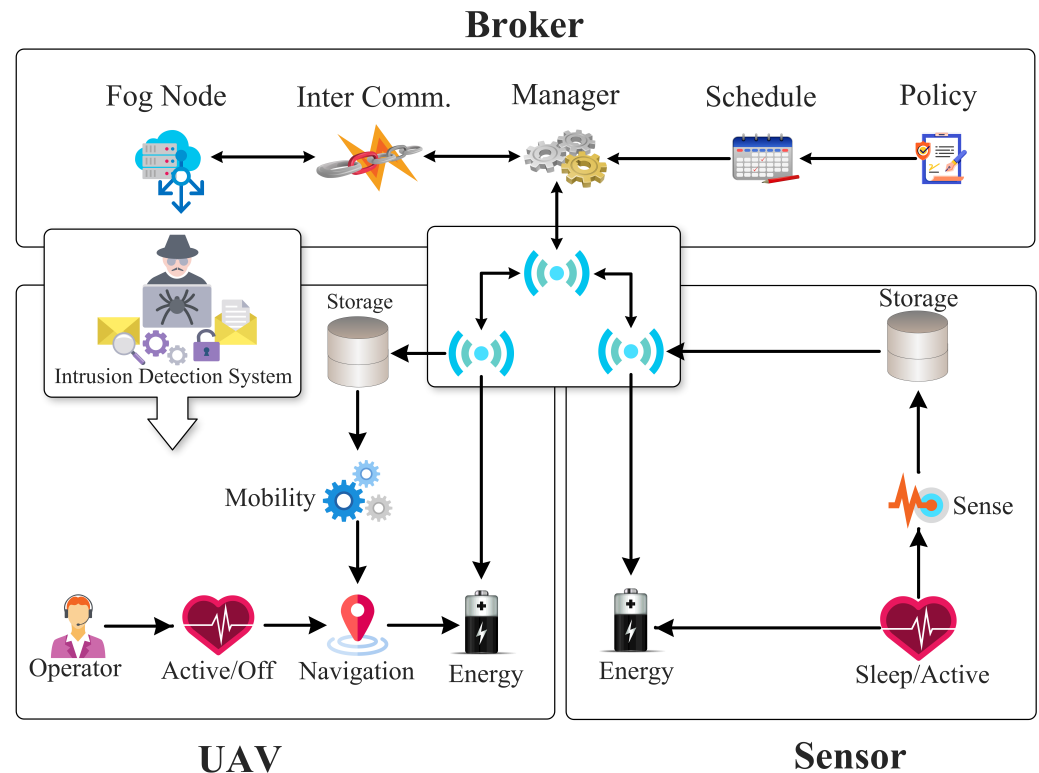 Broker
Fog Node
Inter Comm.
Manager
Schedule
Policy
Intrusion Detection System
Storage
Storage
Mobility
Sense
Operator
Active/Off
Navigation
Energy
Energy
Sleep/Active
UAV
Sensor